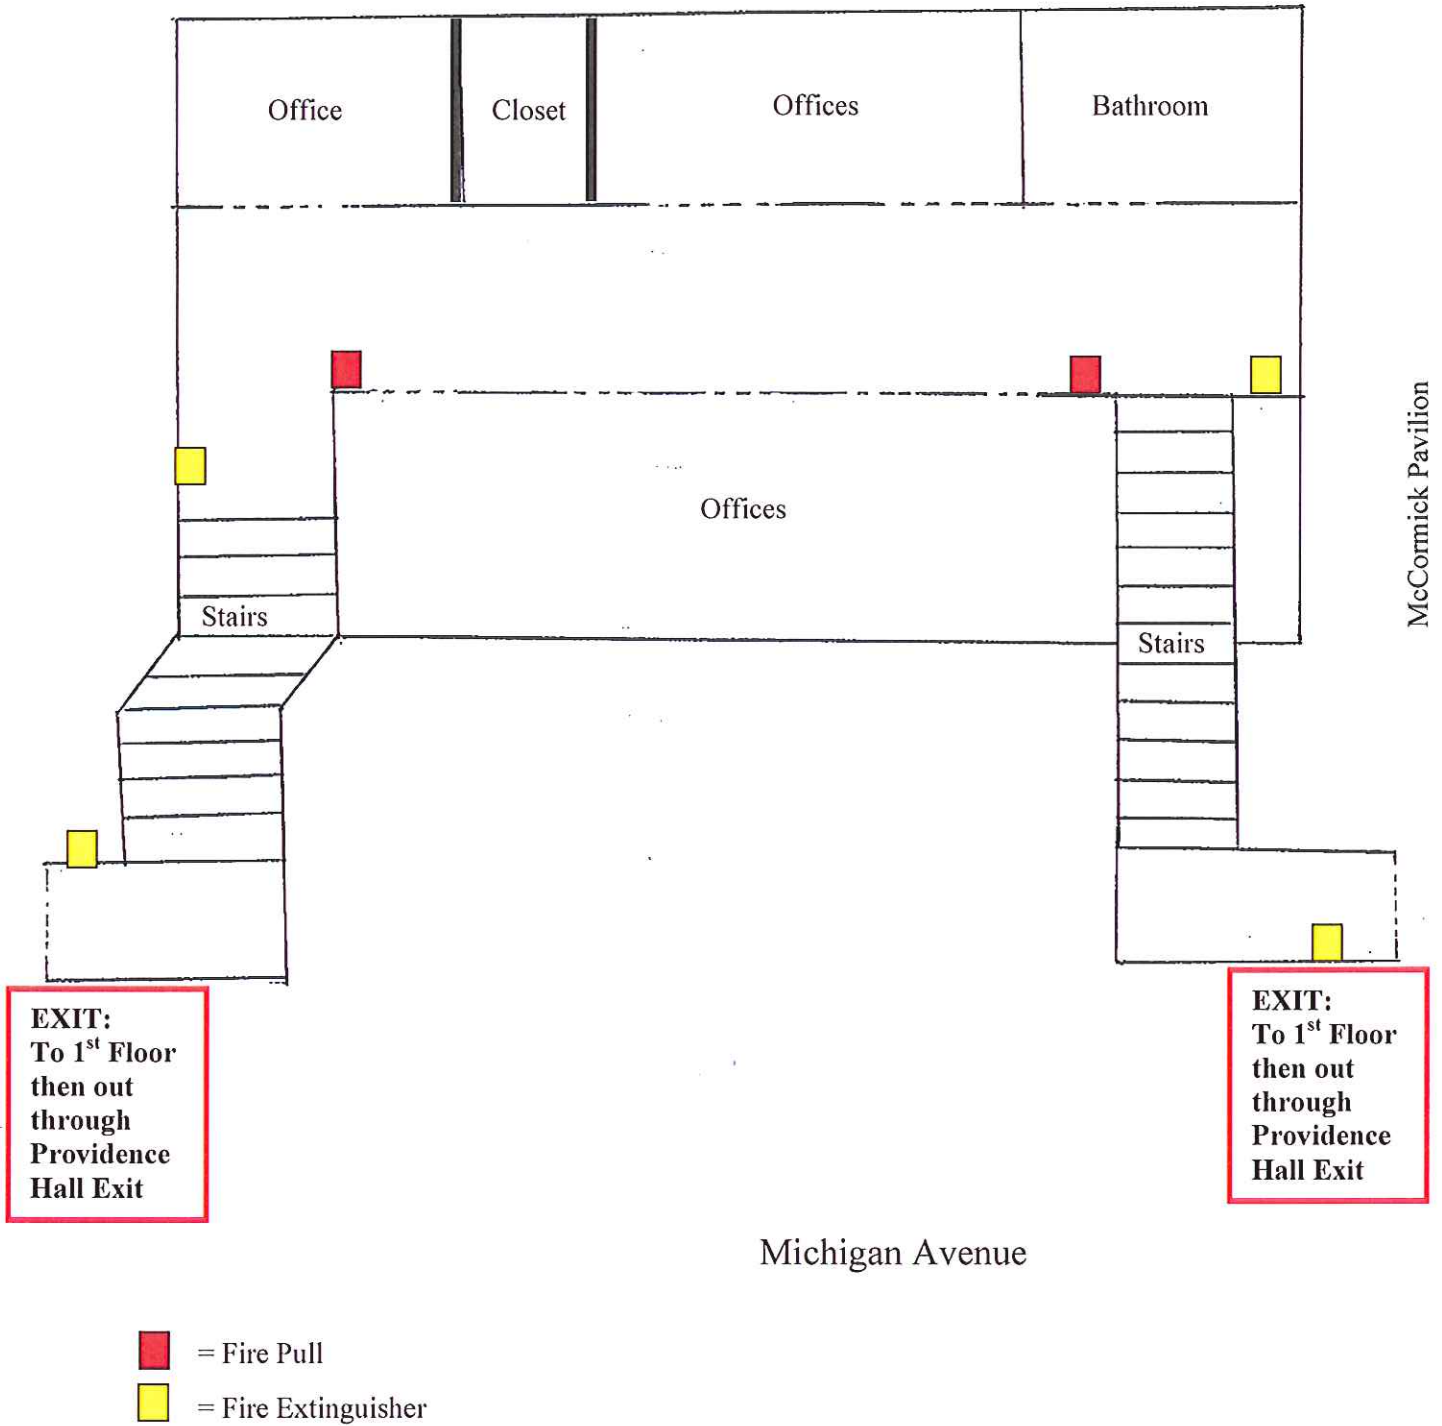 Office
Closet
Offices
Bathroom
McCormick Pavilion
Offices
Stairs
Stairs
EXIT:
To 1st Floor
then out
through
Providence
Hall Exit
EXIT:
To 1st Floor
then out
through
Providence
Hall Exit
Michigan Avenue
= Fire Pull
= Fire Extinguisher